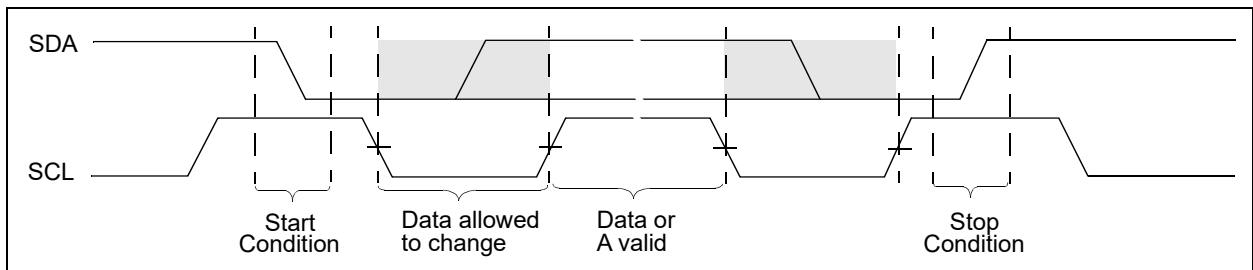 SDA
SCL
Start
Condition
Data allowed
to change
Data or
A valid
Stop
Condition